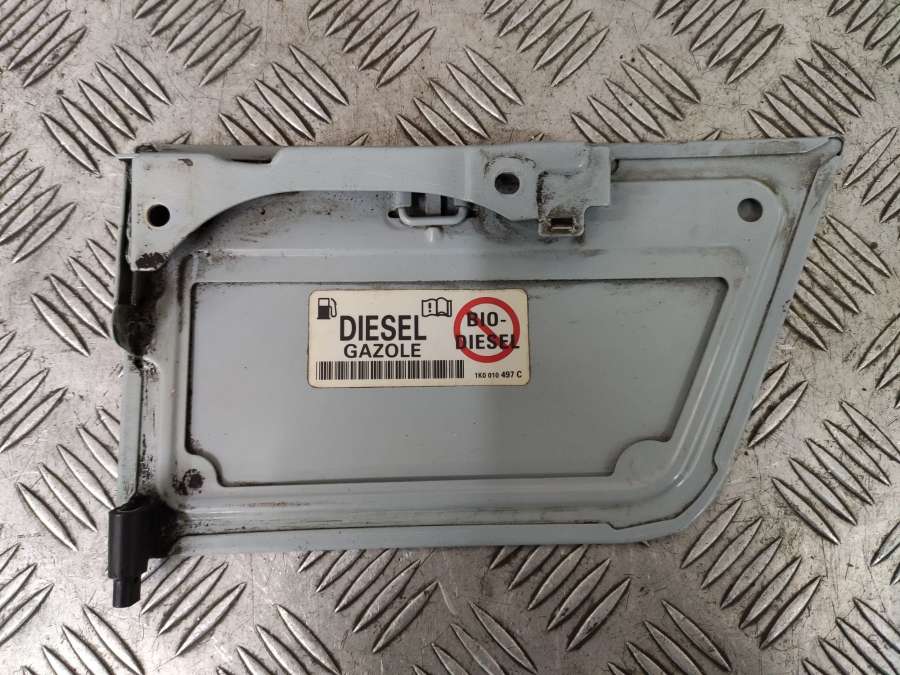 DIESEL
GAZOLE
BIO-
DIESEL
1K0 010 497 C